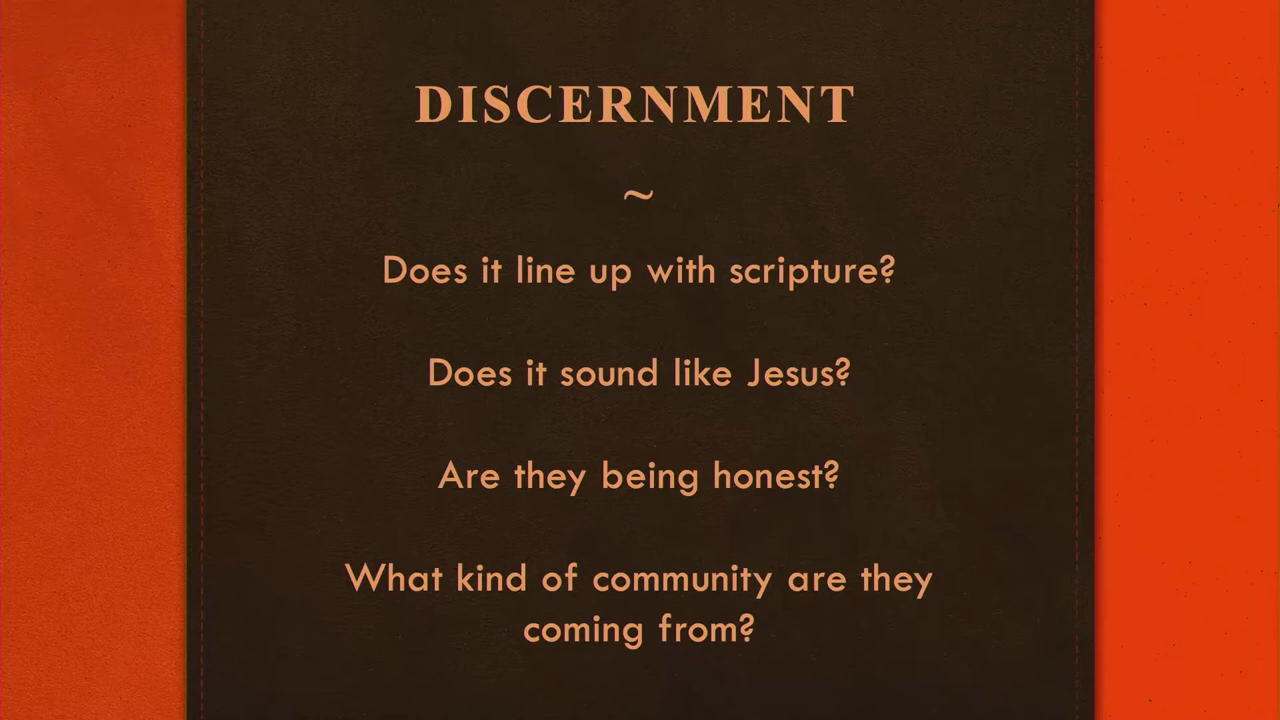 DISCERNMENT
~
Does it line up with scripture?
Does it sound like Jesus?
Are they being honest?
What kind of community are they
coming from?